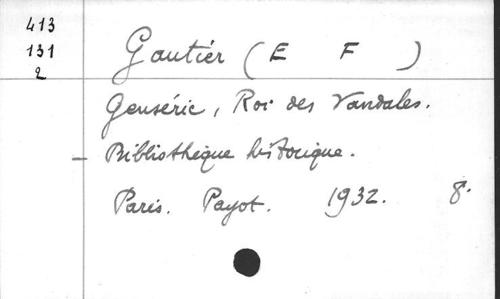 413
131
2
Gautier ( E F )
Genséric, Roi des Vandales.
Bibliothèque historique.
Paris. Payot. 1932. 8°